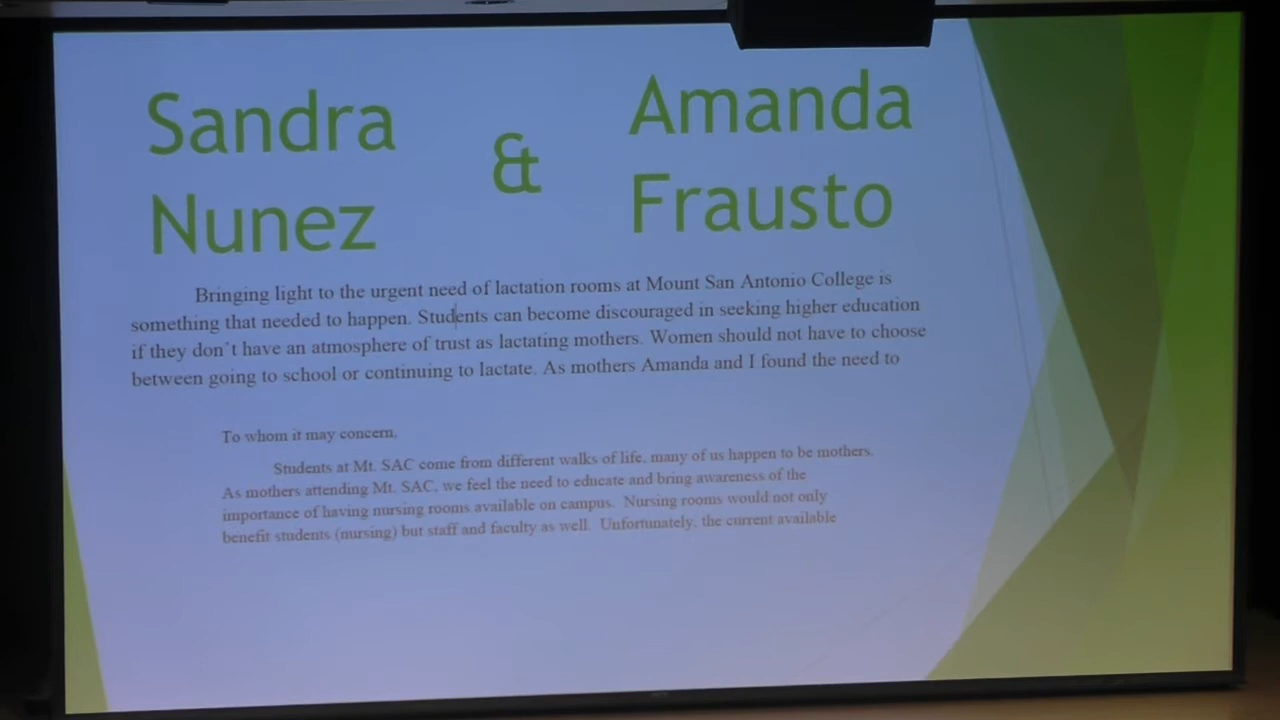 Sandra
Nunez
&
Amanda
Frausto
Bringing light to the urgent need of lactation rooms at Mount San Antonio College is
something that needed to happen. Students can become discouraged in seeking higher education
if they don't have an atmosphere of trust as lactating mothers. Women should not have to choose
between going to school or continuing to lactate. As mothers Amanda and I found the need to
To whom it may concern,
Students at Mt. SAC come from different walks of life, many of us happen to be mothers.
As mothers attending Mt. SAC, we feel the need to educate and bring awareness of the
importance of having nursing rooms available on campus. Nursing rooms would not only
benefit students (nursing) but staff and faculty as well. Unfortunately, the current available